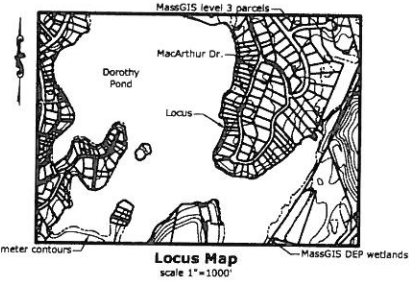 MassGIS level 3 parcels
MacArthur Dr.
Dorothy
Pond
Locus
meter contours
MassGIS DEP wetlands
Locus Map
scale 1"=1000'